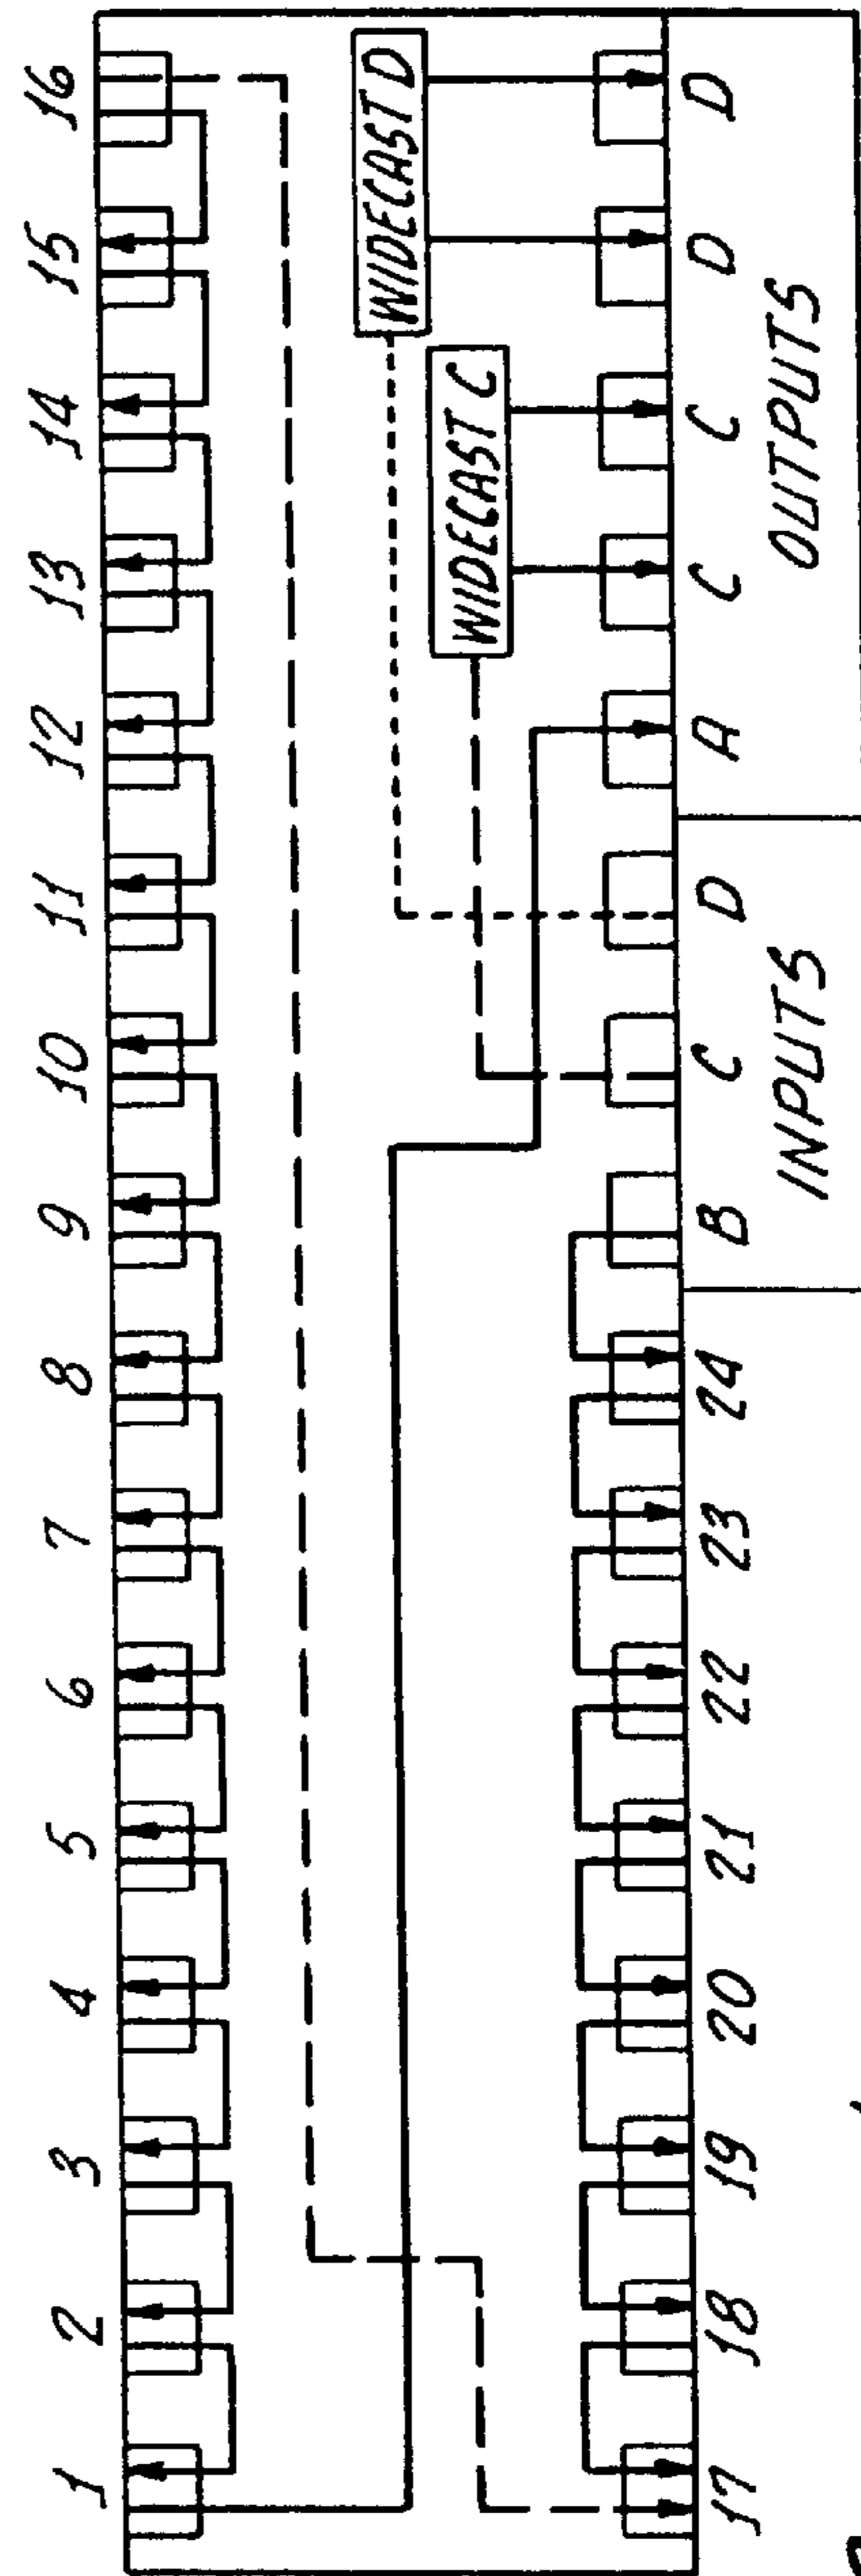 1 2 3 4 5 6 7 8 9 10 11 12 13 14 15 16
WIDECAST D
WIDECAST C
17 18 19 20 21 22 23 24 B C D A C C D D
INPUTS OUTPUTS